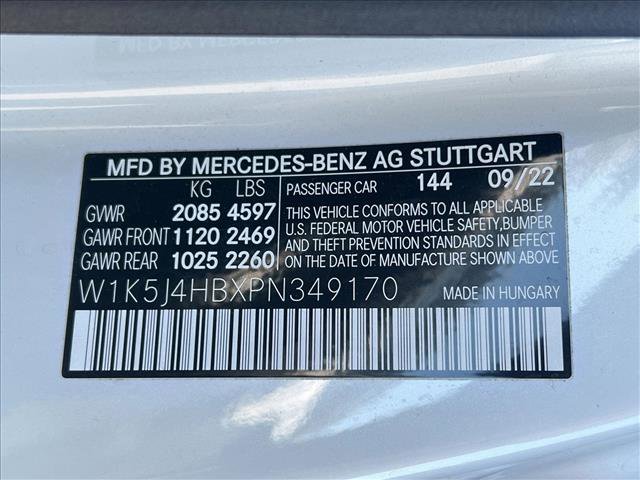 MFD BY MERCEDES-BENZ AG STUTTGART
KG LBS
GVWR 2085 4597
GAWR FRONT 1120 2469
GAWR REAR 1025 2260
PASSENGER CAR 144 09/22
THIS VEHICLE CONFORMS TO ALL APPLICABLE
U.S. FEDERAL MOTOR VEHICLE SAFETY,BUMPER
AND THEFT PREVENTION STANDARDS IN EFFECT
ON THE DATE OF MANUFACTURE SHOWN ABOVE
W1K5J4HBXPN349170 MADE IN HUNGARY